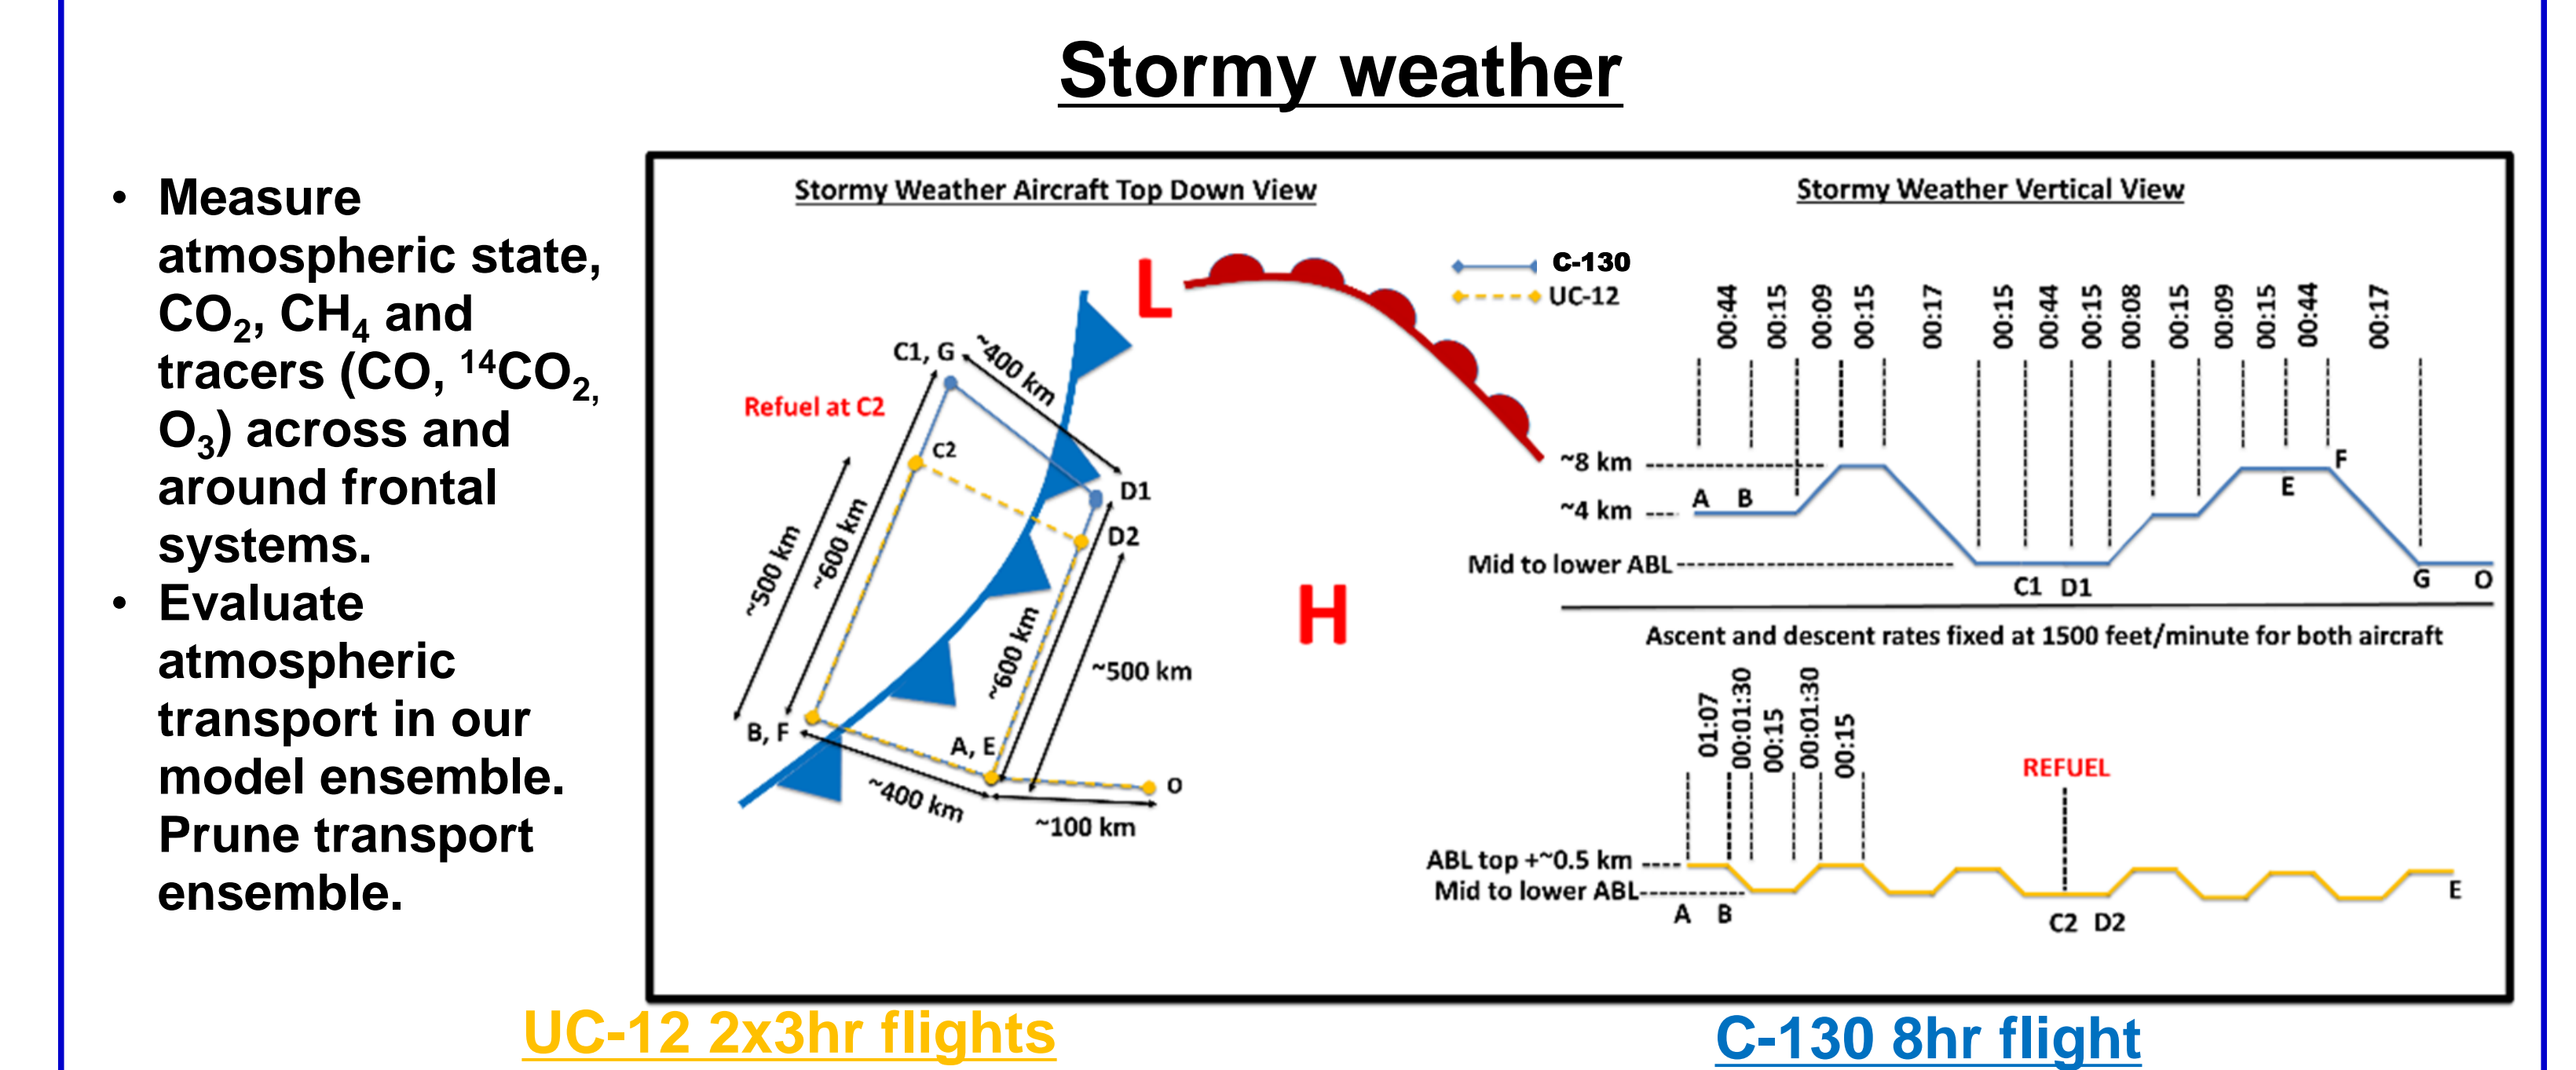 Stormy weather
• Measure
atmospheric state,
CO2, CH4 and
tracers (CO, 14CO2,
O3) across and
around frontal
systems.
• Evaluate
atmospheric
transport in our
model ensemble.
Prune transport
ensemble.
Stormy Weather Aircraft Top Down View
L
C-130
UC-12
C1, G
~400 km
Refuel at C2
C2
D1
D2
~500 km
~600 km
~600 km
~500 km
H
B, F
A, E
O
~400 km
~100 km
Stormy Weather Vertical View
00:44
00:15
00:09
00:15
00:17
00:15
00:44
00:15
00:08
00:15
00:09
00:15
00:44
00:17
~8 km
F
E
A B
~4 km
Mid to lower ABL
C1 D1
G O
Ascent and descent rates fixed at 1500 feet/minute for both aircraft
01:07
00:01:30
00:15
00:01:30
00:15
REFUEL
ABL top +~0.5 km
Mid to lower ABL
E
A B
C2 D2
UC-12 2x3hr flights
C-130 8hr flight